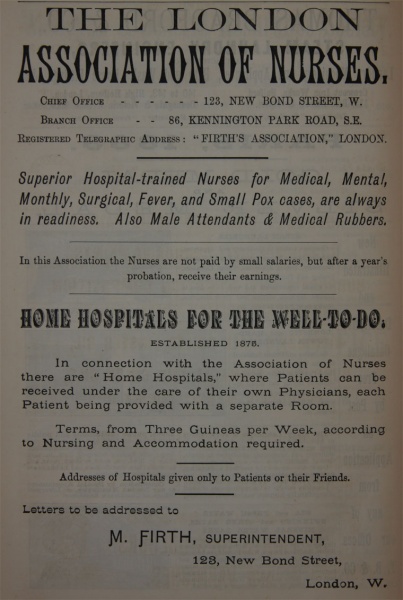 THE LONDON
ASSOCIATION OF NURSES.
CHIEF OFFICE - - - - - - 123, NEW BOND STREET, W.
BRANCH OFFICE - - 86, KENNINGTON PARK ROAD, S.E.
REGISTERED TELEGRAPHIC ADDRESS: "FIRTH'S ASSOCIATION," LONDON.
Superior Hospital-trained Nurses for Medical, Mental,
Monthly, Surgical, Fever, and Small Pox cases, are always
in readiness. Also Male Attendants & Medical Rubbers.
In this Association the Nurses are not paid by small salaries, but after a year's
probation, receive their earnings.
HOME HOSPITALS FOR THE WELL-TO-DO.
ESTABLISHED 1876.
In connection with the Association of Nurses
there are "Home Hospitals," where Patients can be
received under the care of their own Physicians, each
Patient being provided with a separate Room.
Terms, from Three Guineas per Week, according
to Nursing and Accommodation required.
Addresses of Hospitals given only to Patients or their Friends.
Letters to be addressed to
M. FIRTH, SUPERINTENDENT,
123, New Bond Street,
London, W.